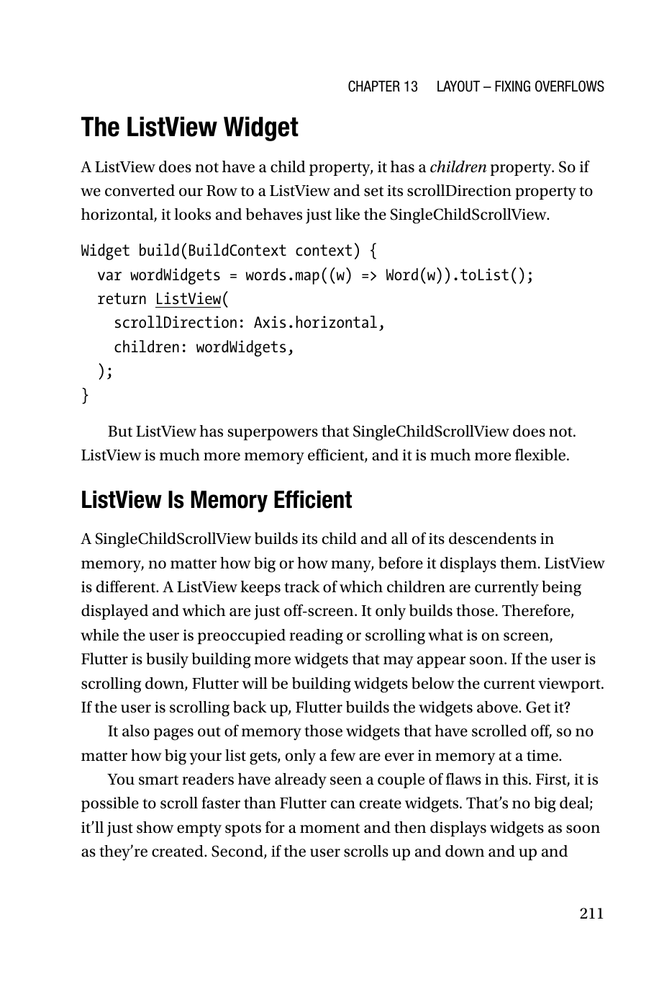 CHAPTER 13 LAYOUT – FIXING OVERFLOWS
The ListView Widget
A ListView does not have a child property, it has a children property. So if
we converted our Row to a ListView and set its scrollDirection property to
horizontal, it looks and behaves just like the SingleChildScrollView.
Widget build(BuildContext context) {
  var wordWidgets = words.map((w) => Word(w)).toList();
  return ListView(
    scrollDirection: Axis.horizontal,
    children: wordWidgets,
  );
}
But ListView has superpowers that SingleChildScrollView does not.
ListView is much more memory efficient, and it is much more flexible.
ListView Is Memory Efficient
A SingleChildScrollView builds its child and all of its descendents in
memory, no matter how big or how many, before it displays them. ListView
is different. A ListView keeps track of which children are currently being
displayed and which are just off-screen. It only builds those. Therefore,
while the user is preoccupied reading or scrolling what is on screen,
Flutter is busily building more widgets that may appear soon. If the user is
scrolling down, Flutter will be building widgets below the current viewport.
If the user is scrolling back up, Flutter builds the widgets above. Get it?
It also pages out of memory those widgets that have scrolled off, so no
matter how big your list gets, only a few are ever in memory at a time.
You smart readers have already seen a couple of flaws in this. First, it is
possible to scroll faster than Flutter can create widgets. That’s no big deal;
it’ll just show empty spots for a moment and then displays widgets as soon
as they’re created. Second, if the user scrolls up and down and up and
211